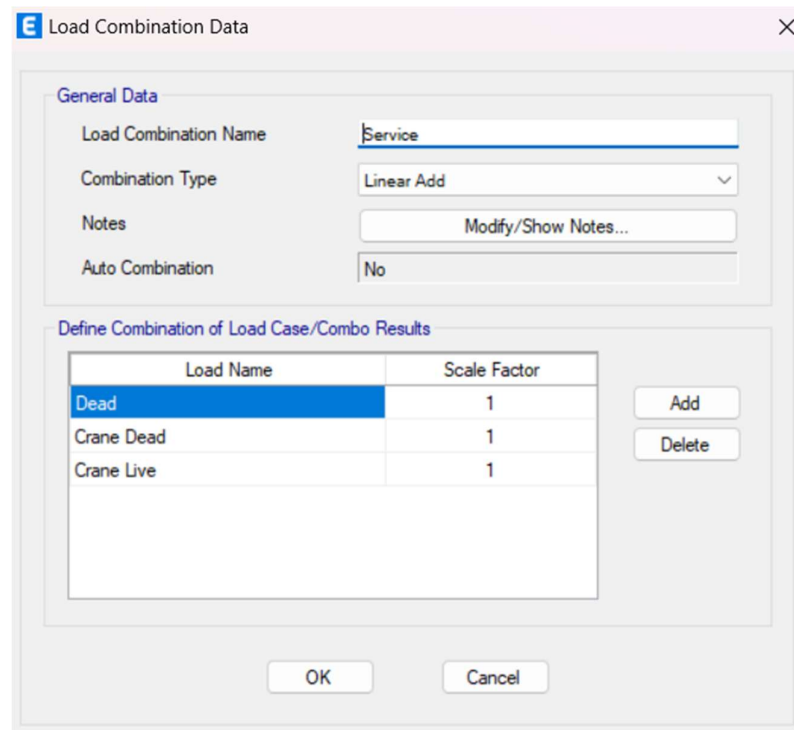 E Load Combination Data
General Data
Load Combination Name Service
Combination Type Linear Add
Notes Modify/Show Notes...
Auto Combination No
Define Combination of Load Case/Combo Results
Load Name Scale Factor
Dead 1 Add
Crane Dead 1 Delete
Crane Live 1
OK Cancel